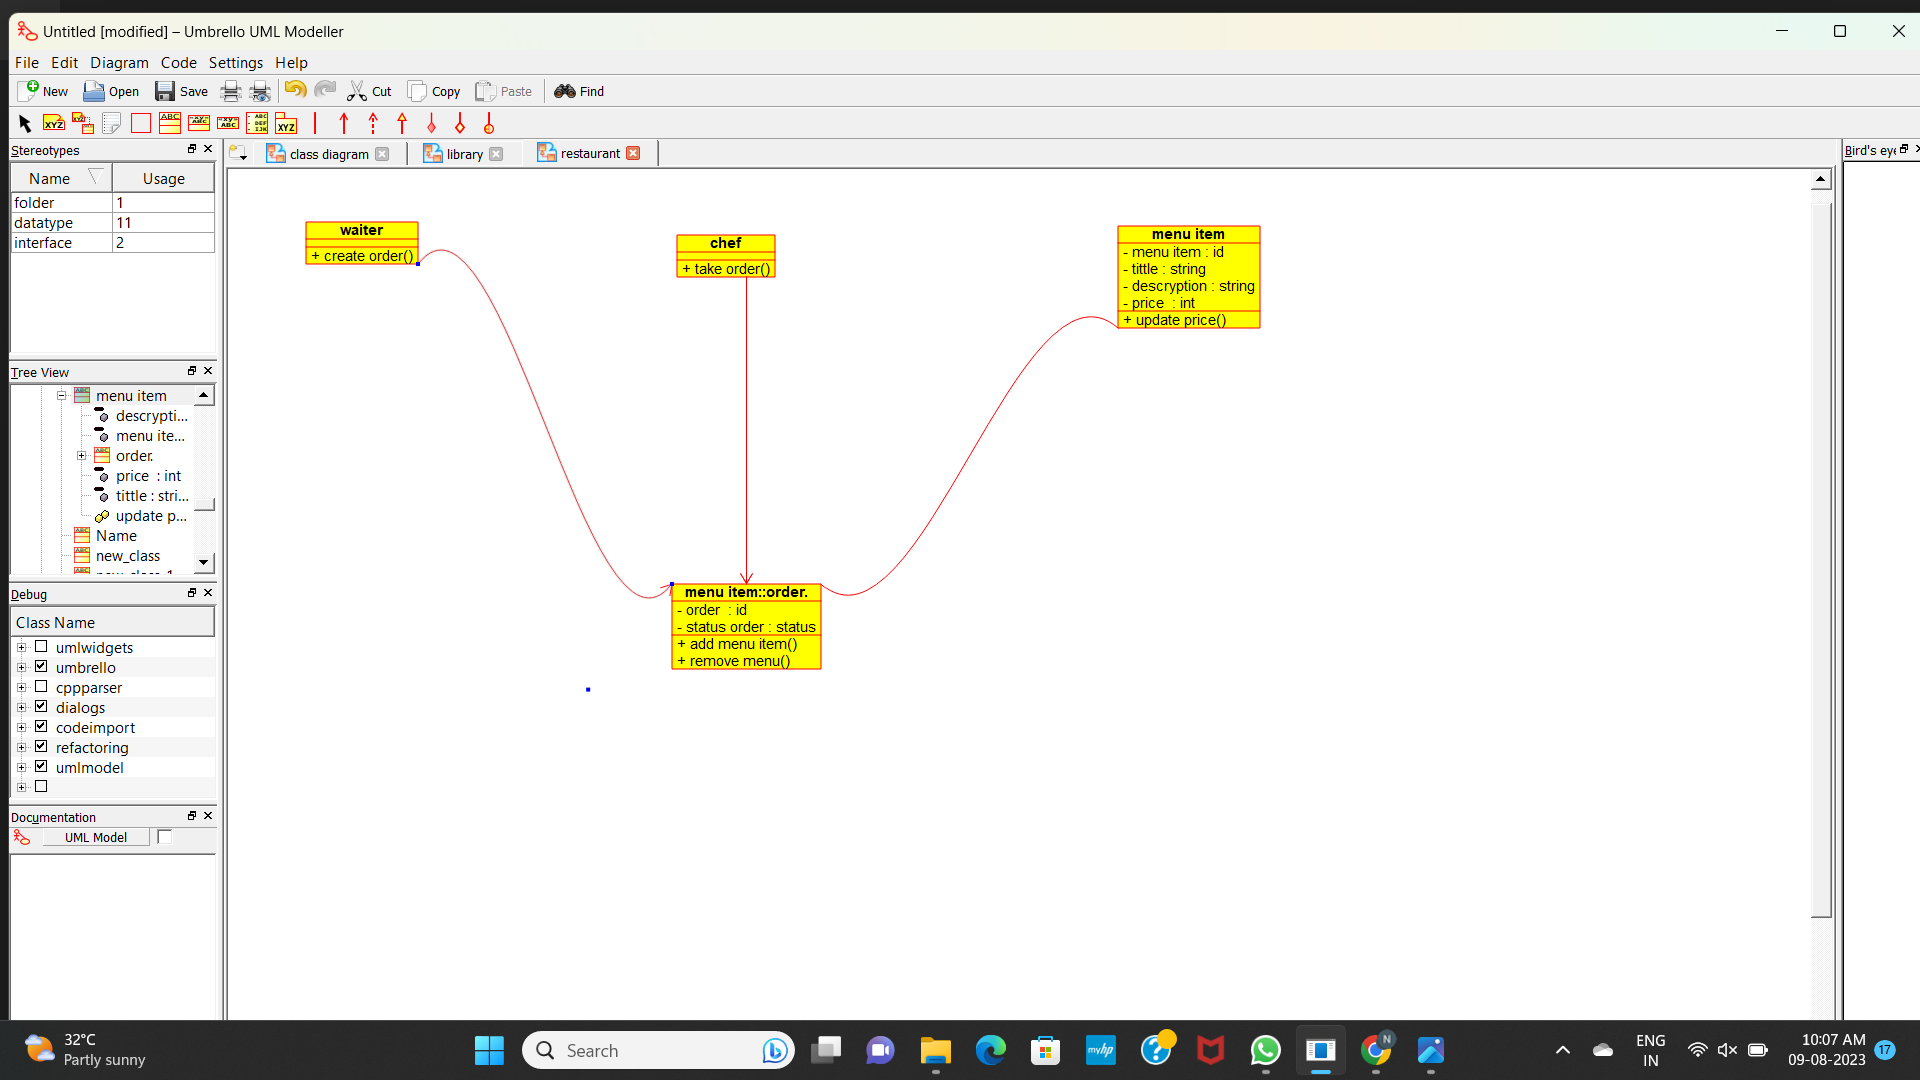 Untitled [modified] – Umbrello UML Modeller
File Edit Diagram Code Settings Help
New Open Save Cut Copy Paste Find
Stereotypes
Name Usage
folder 1
datatype 11
interface 2
Tree View
menu item
descrypti...
menu ite...
order.
price : int
tittle : stri...
update p...
Name
new_class
Debug
Class Name
umlwidgets
umbrello
cppparser
dialogs
codeimport
refactoring
umlmodel
Documentation
UML Model
class diagram library restaurant
Bird's eye
waiter
+ create order()
chef
+ take order()
menu item
- menu item : id
- tittle : string
- descryption : string
- price : int
+ update price()
menu item::order.
- order : id
- status order : status
+ add menu item()
+ remove menu()
32°C
Partly sunny
Search
myhp
N
ENG
IN
10:07 AM
09-08-2023
17